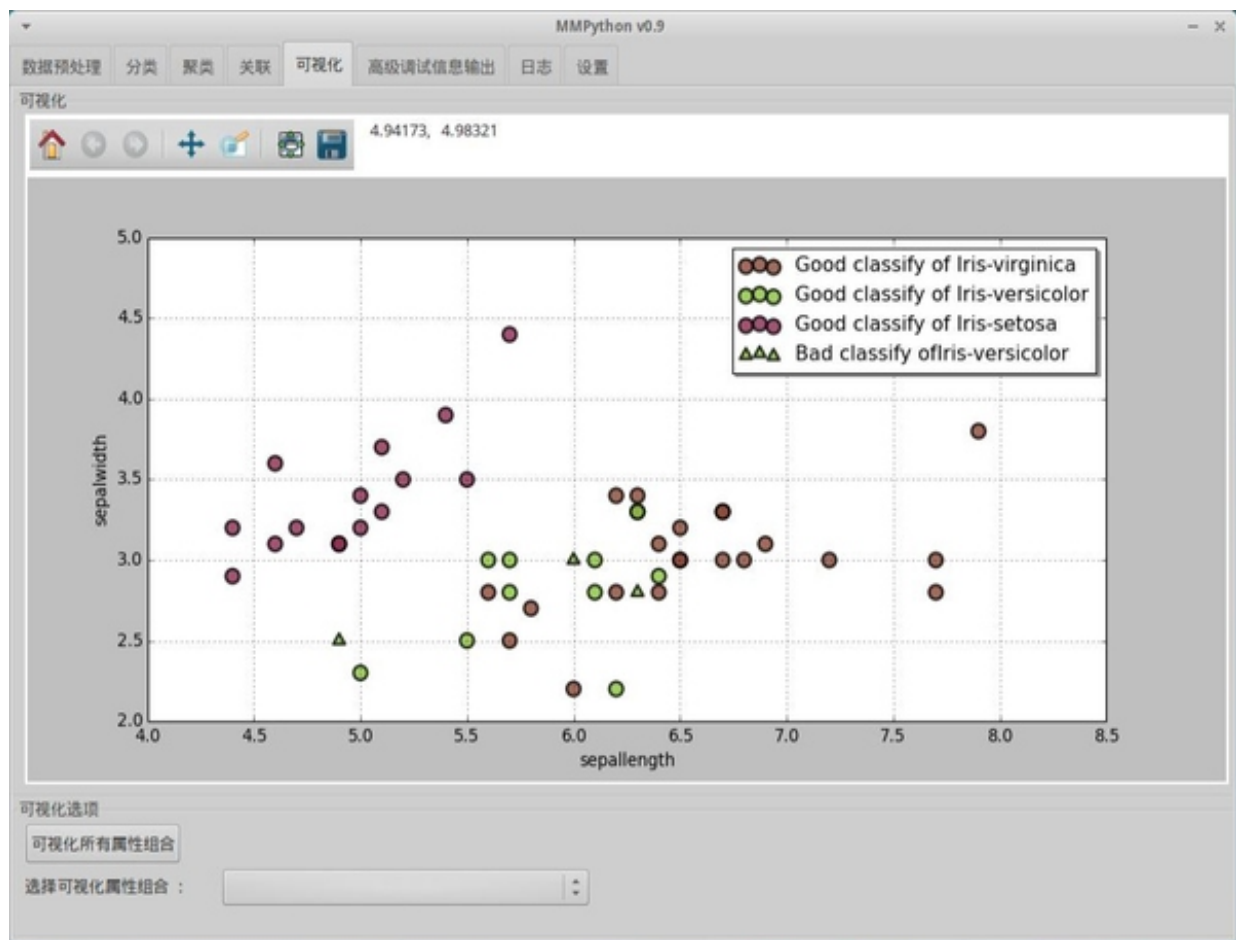 MMPython v0.9
数据预处理 分类 聚类 关联 可视化 高级调试信息输出 日志 设置
可视化
4.94173, 4.98321
5.0
4.5
4.0
3.5
3.0
2.5
2.0
sepalwidth
Good classify of Iris-virginica
Good classify of Iris-versicolor
Good classify of Iris-setosa
Bad classify ofIris-versicolor
4.0 4.5 5.0 5.5 6.0 6.5 7.0 7.5 8.0 8.5
sepallength
可视化选项
可视化所有属性组合
选择可视化属性组合 :